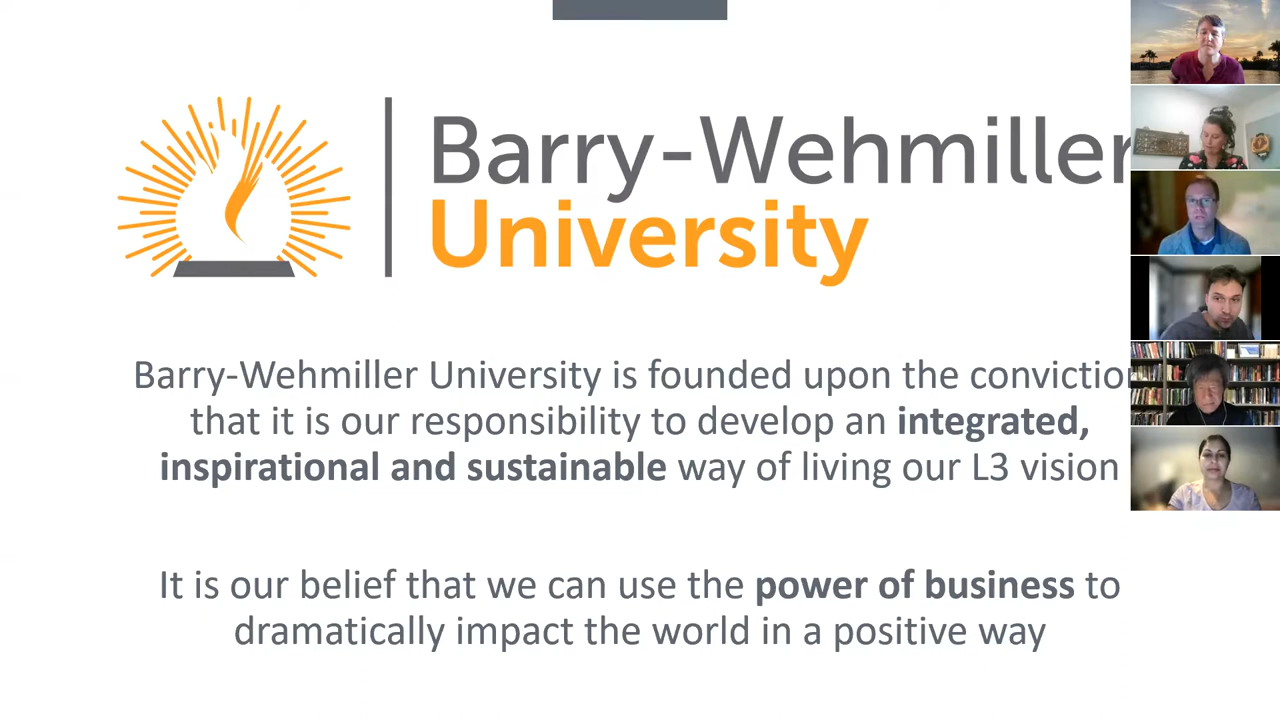 Barry-Wehmiller
University
Barry-Wehmiller University is founded upon the conviction
that it is our responsibility to develop an integrated,
inspirational and sustainable way of living our L3 vision
It is our belief that we can use the power of business to
dramatically impact the world in a positive way